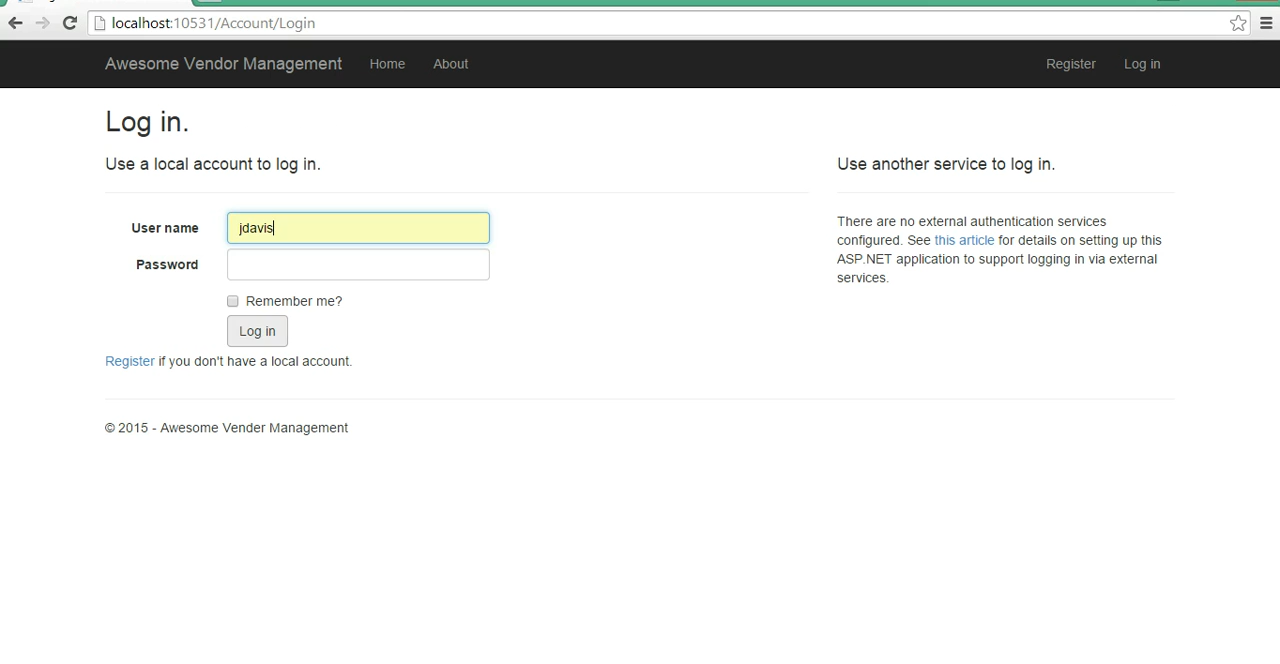 localhost:10531/Account/Login
Awesome Vendor Management Home About Register Log in
Log in.
Use a local account to log in.
User name jdavis
Password
Remember me?
Log in
Register if you don't have a local account.
Use another service to log in.
There are no external authentication services
configured. See this article for details on setting up this
ASP.NET application to support logging in via external
services.
© 2015 - Awesome Vender Management